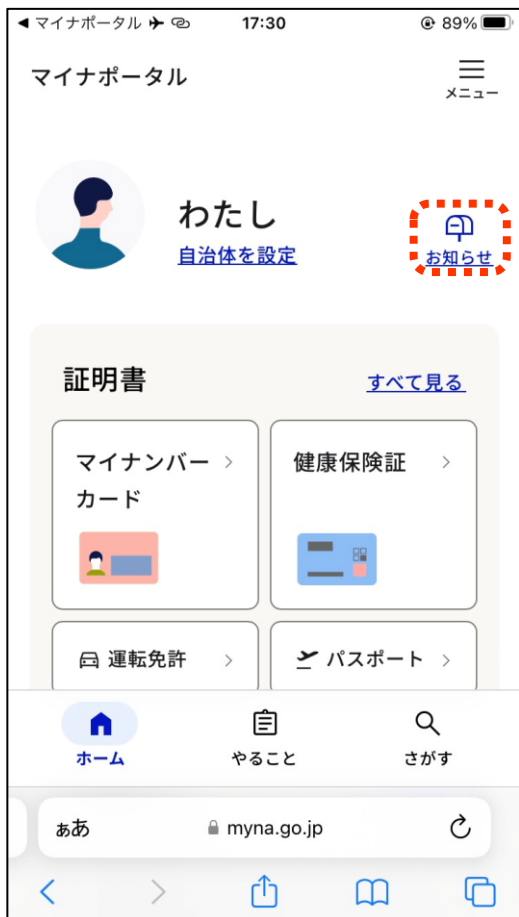 ◀ マイナポータル 17:30 89%
マイナポータル
メニュー
わたし
自治体を設定
お知らせ
証明書
すべて見る
マイナンバー
カード
健康保険証
運転免許
パスポート
ホーム
やること
さがす
ぁあ myna.go.jp